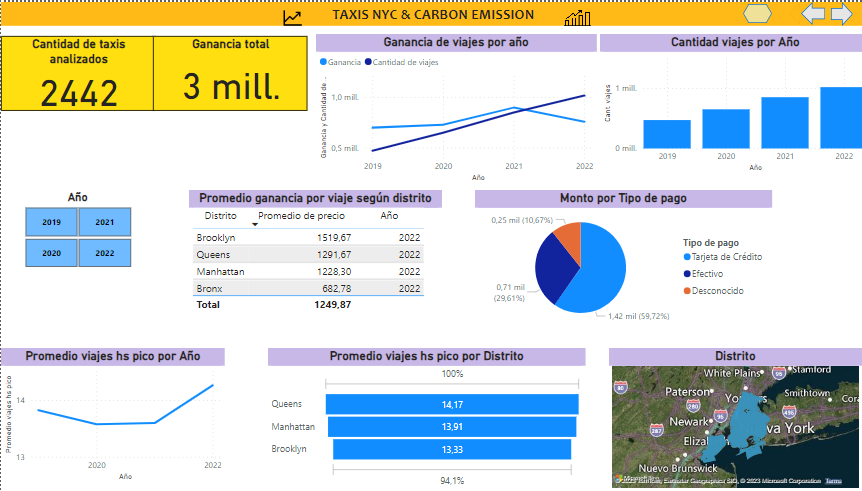 TAXIS NYC & CARBON EMISSION
Cantidad de taxis
analizados
2442
Ganancia total
3 mill.
Ganancia de viajes por año
Ganancia
Cantidad de viajes
Ganancia y Cantidad de ...
1,0 mill.
0,5 mill.
2019
2020
2021
2022
Año
Cantidad viajes por Año
Cant. viajes
1 mill.
0 mill.
2019
2020
2021
2022
Año
Año
2019
2021
2020
2022
Promedio ganancia por viaje según distrito
Distrito Promedio de precio Año
Brooklyn 1519,67 2022
Queens 1291,67 2022
Manhattan 1228,30 2022
Bronx 682,78 2022
Total 1249,87
Monto por Tipo de pago
0,25 mil (10,67%)
0,71 mil
(29,61%)
1,42 mil (59,72%)
Tipo de pago
Tarjeta de Crédito
Efectivo
Desconocido
Promedio viajes hs pico por Año
Promedio viajes hs pico
14
13
2020
2022
Año
Promedio viajes hs pico por Distrito
100%
Queens 14,17
Manhattan 13,91
Brooklyn 13,33
94,1%
Distrito
White Plains
Stamford
95
80
Paterson
Yo
Smithtown
Cora
280
95
495
Newark
va York
287
Elizal
Nuevo Brunswick
© 2023 Microsoft Corporation Terms